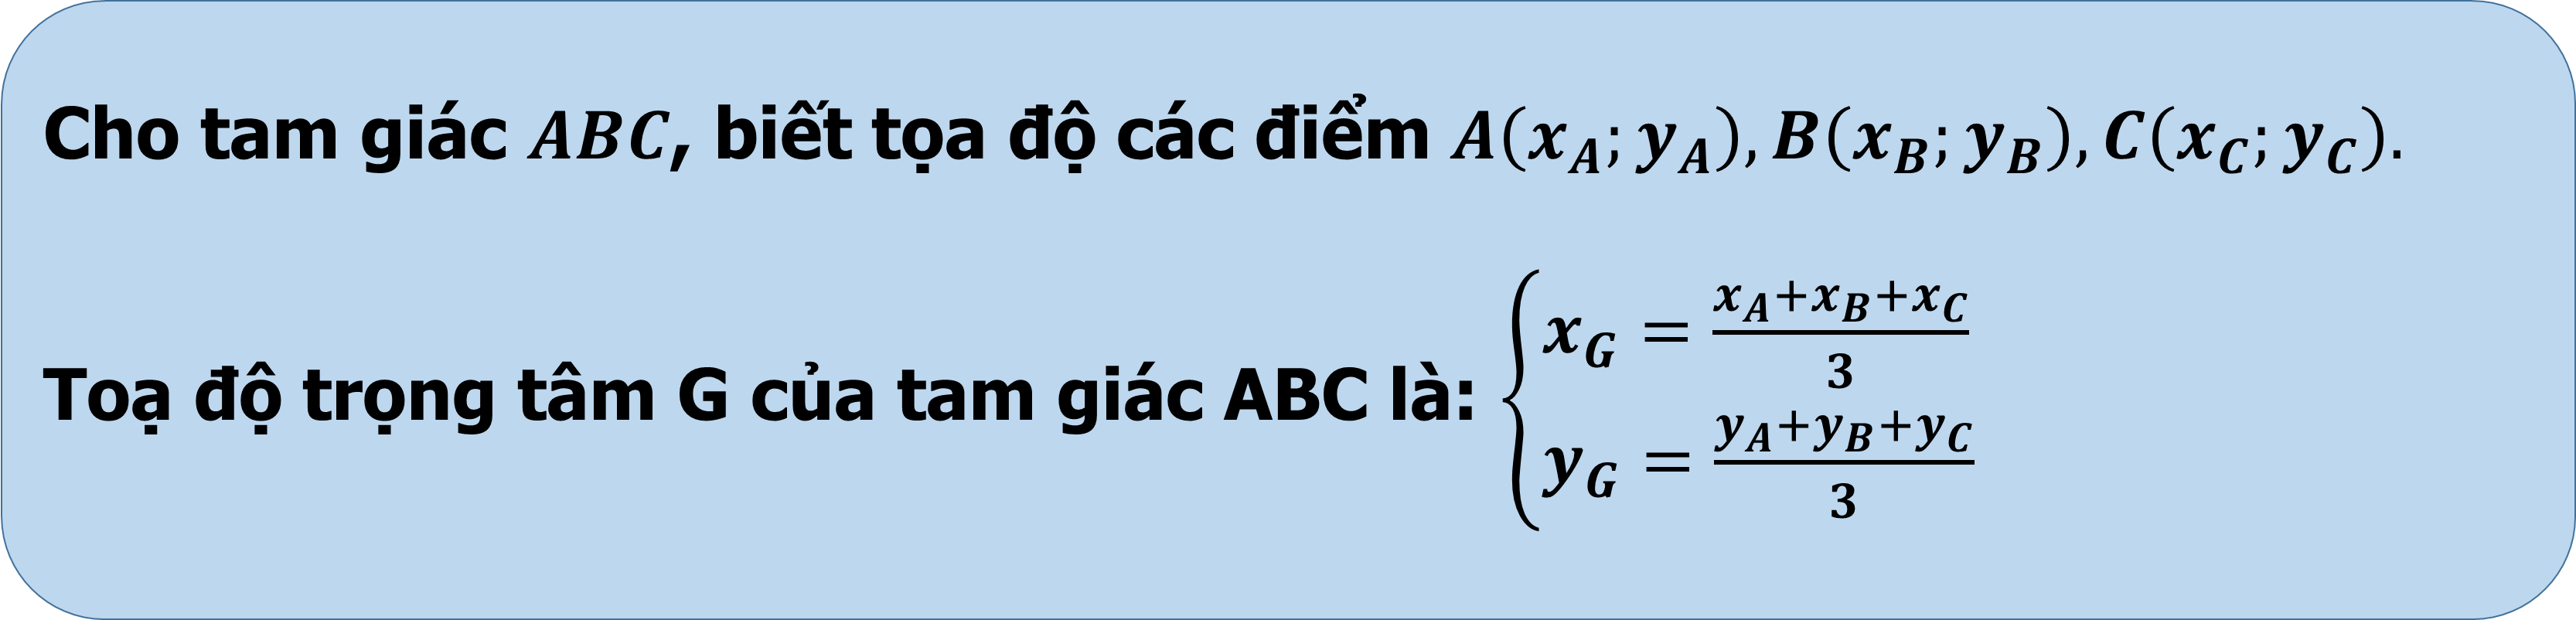 Cho tam giác ABC, biết tọa độ các điểm A(x_A; y_A), B(x_B; y_B), C(x_C; y_C).
Toạ độ trọng tâm G của tam giác ABC là: { x_G = (x_A+x_B+x_C)/3
y_G = (y_A+y_B+y_C)/3